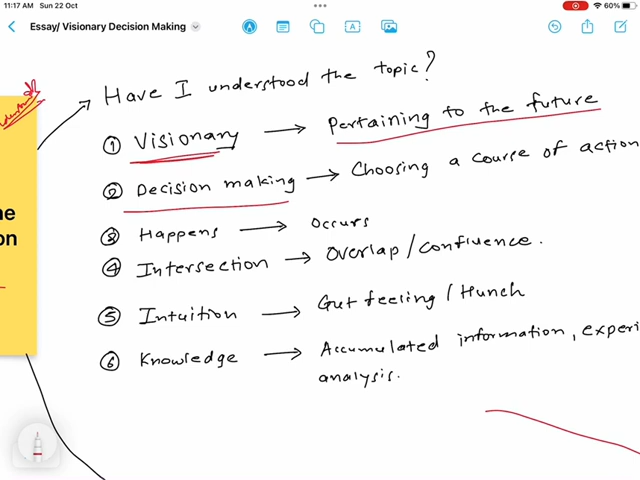 11:17 AM Sun 22 Oct
60%
Essay/ Visionary Decision Making
Have I understood the topic?
① Visionary → Pertaining to the future
② Decision making → Choosing a course of action
③ Happens → Occurs
④ Intersection → Overlap/confluence.
⑤ Intuition → Gut feeling/Hunch
⑥ Knowledge → Accumulated information, experi
analysis.
ne
on